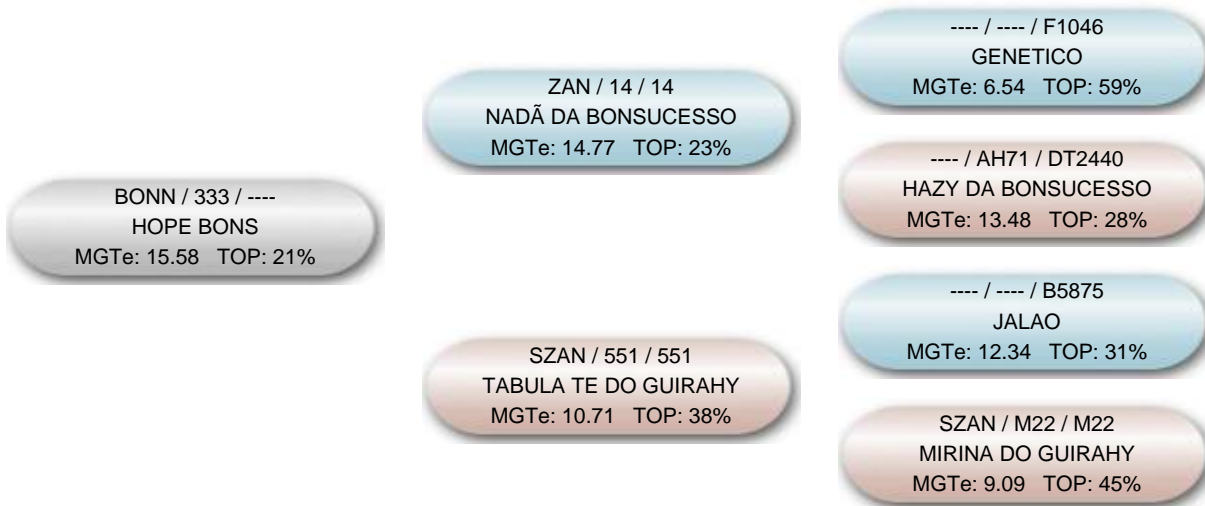 BONN / 333 / ----
HOPE BONS
MGTe: 15.58 TOP: 21%
ZAN / 14 / 14
NADÃ DA BONSUCESSO
MGTe: 14.77 TOP: 23%
SZAN / 551 / 551
TABULA TE DO GUIRAHY
MGTe: 10.71 TOP: 38%
---- / ---- / F1046
GENETICO
MGTe: 6.54 TOP: 59%
---- / AH71 / DT2440
HAZY DA BONSUCESSO
MGTe: 13.48 TOP: 28%
---- / ---- / B5875
JALAO
MGTe: 12.34 TOP: 31%
SZAN / M22 / M22
MIRINA DO GUIRAHY
MGTe: 9.09 TOP: 45%